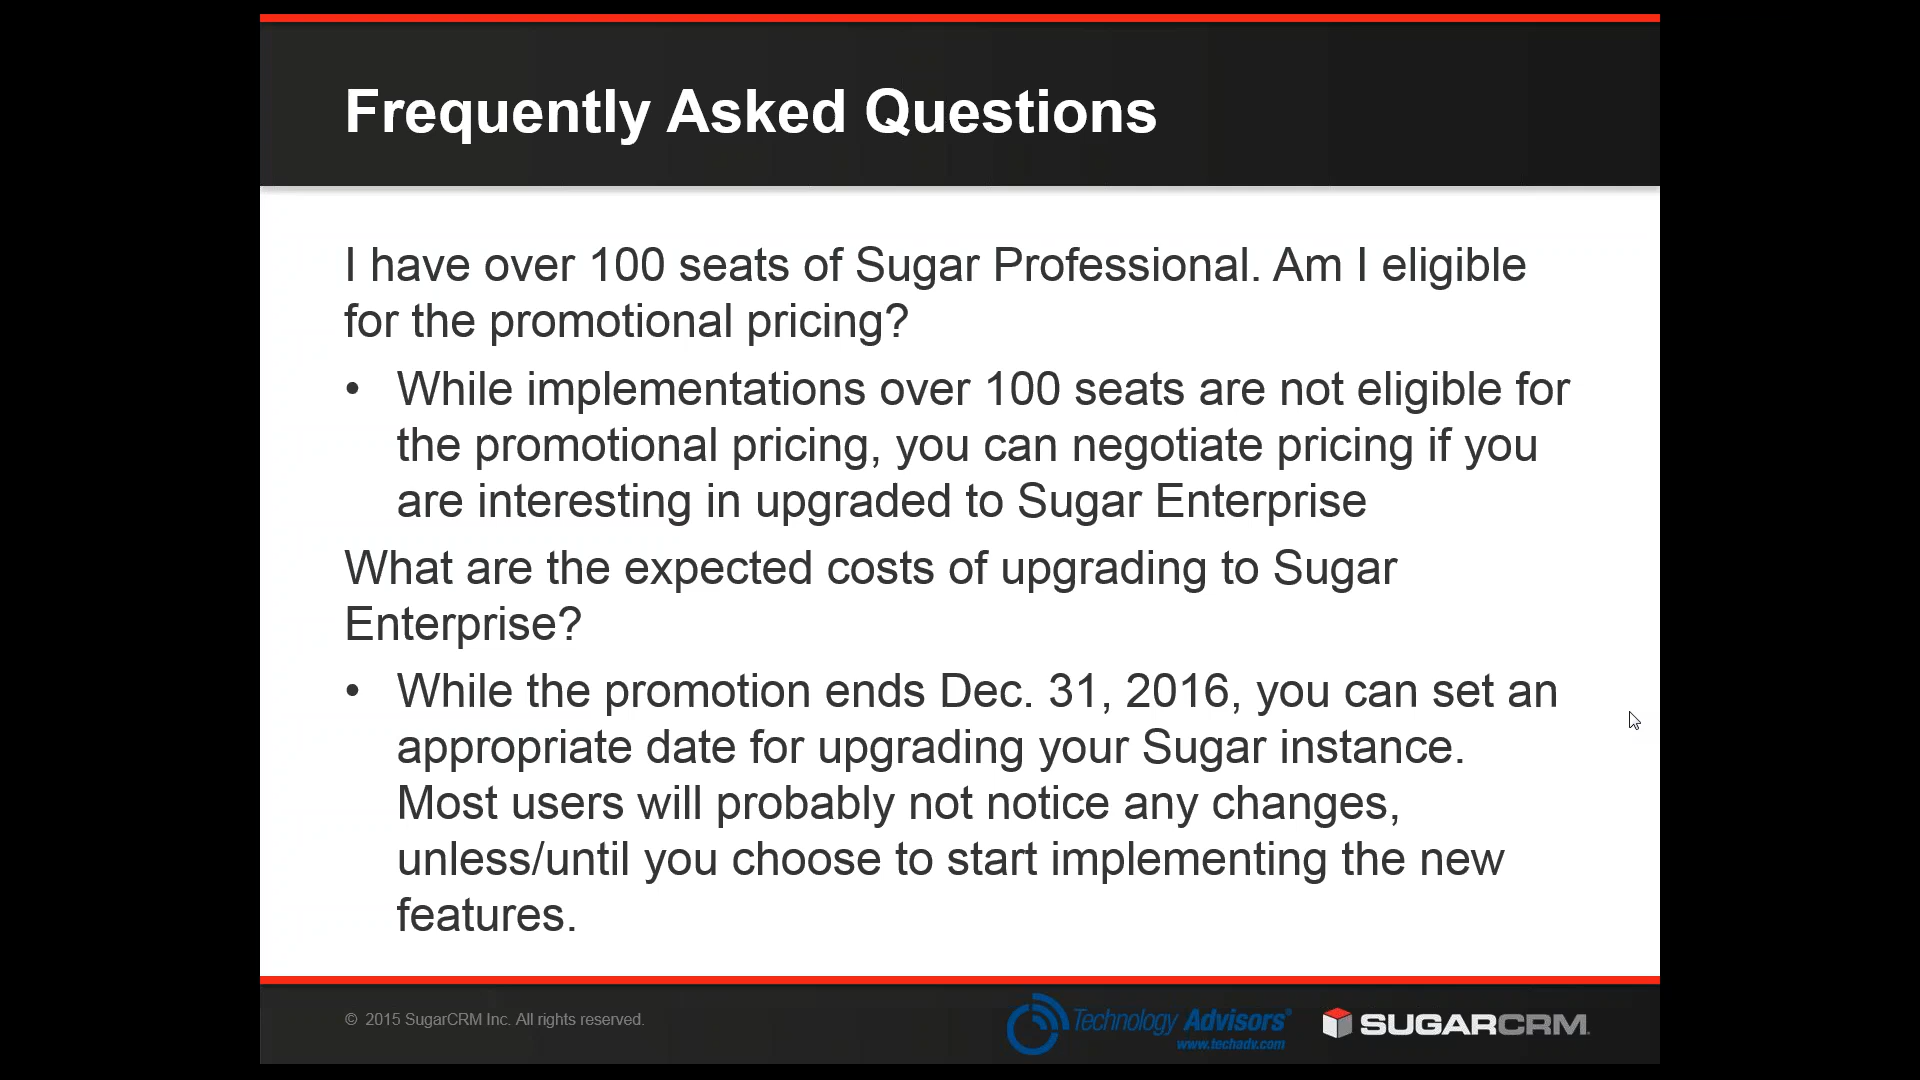 Frequently Asked Questions
I have over 100 seats of Sugar Professional. Am I eligible
for the promotional pricing?
• While implementations over 100 seats are not eligible for
the promotional pricing, you can negotiate pricing if you
are interesting in upgraded to Sugar Enterprise
What are the expected costs of upgrading to Sugar
Enterprise?
• While the promotion ends Dec. 31, 2016, you can set an
appropriate date for upgrading your Sugar instance.
Most users will probably not notice any changes,
unless/until you choose to start implementing the new
features.
© 2015 SugarCRM Inc. All rights reserved.
Technology Advisors®
www.techadv.com
SUGARCRM